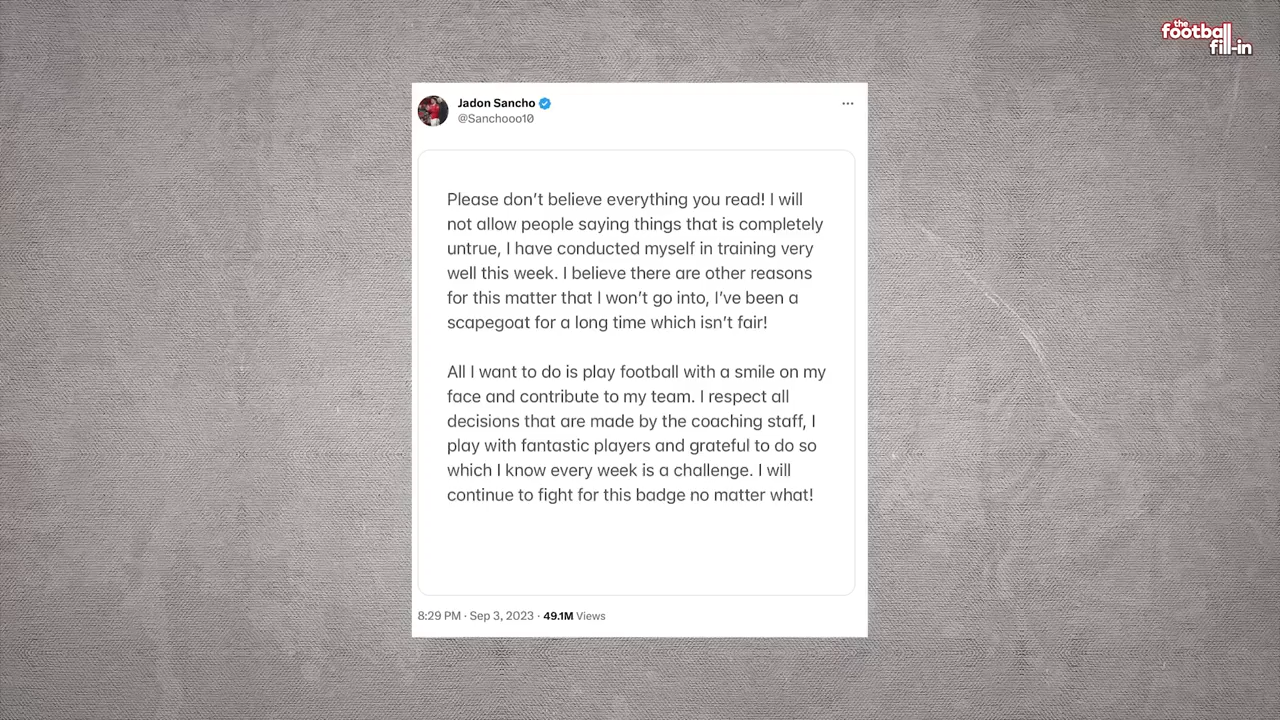 the
football
fill-in
Jadon Sancho
@Sanchooo10
Please don’t believe everything you read! I will
not allow people saying things that is completely
untrue, I have conducted myself in training very
well this week. I believe there are other reasons
for this matter that I won’t go into, I’ve been a
scapegoat for a long time which isn’t fair!
All I want to do is play football with a smile on my
face and contribute to my team. I respect all
decisions that are made by the coaching staff, I
play with fantastic players and grateful to do so
which I know every week is a challenge. I will
continue to fight for this badge no matter what!
8:29 PM · Sep 3, 2023 · 49.1M Views